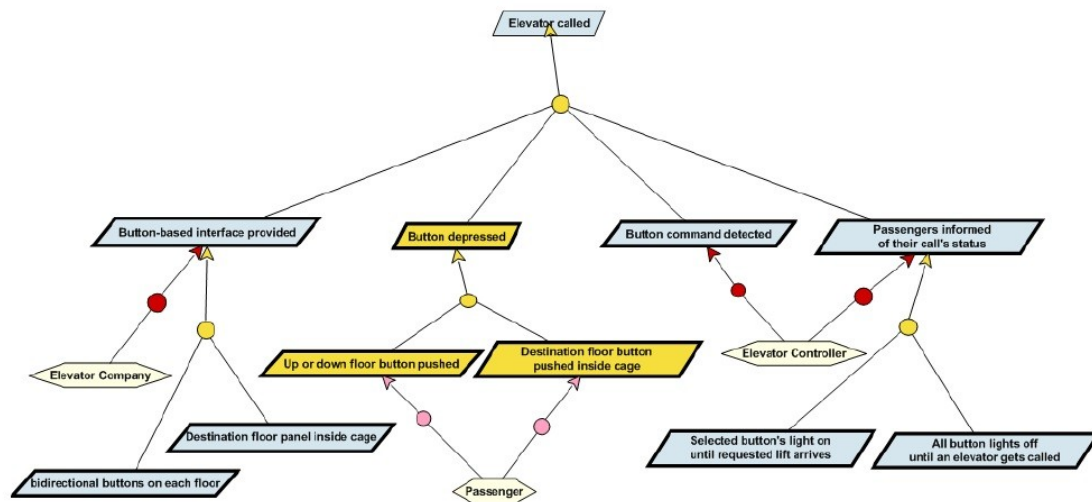 Elevator called
Button-based interface provided
Button depressed
Button command detected
Passengers informed
of their call's status
Elevator Company
Up or down floor button pushed
Destination floor button
pushed inside cage
Elevator Controller
Destination floor panel inside cage
bidirectional buttons on each floor
Passenger
Selected button's light on
until requested lift arrives
All button lights off
until an elevator gets called